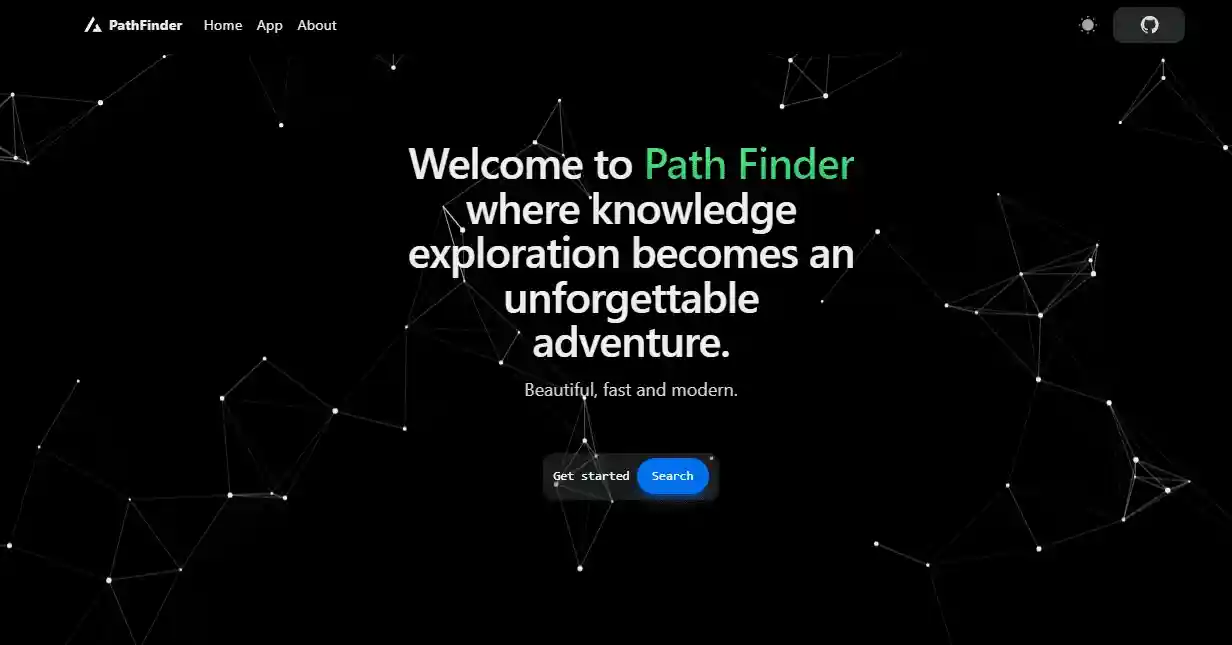 PathFinder Home App About
Welcome to Path Finder
where knowledge
exploration becomes an
unforgettable
adventure.
Beautiful, fast and modern.
Get started Search